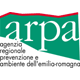 arpa
agenzia
regionale
prevenzione e
ambiente dell'emilia-romagna